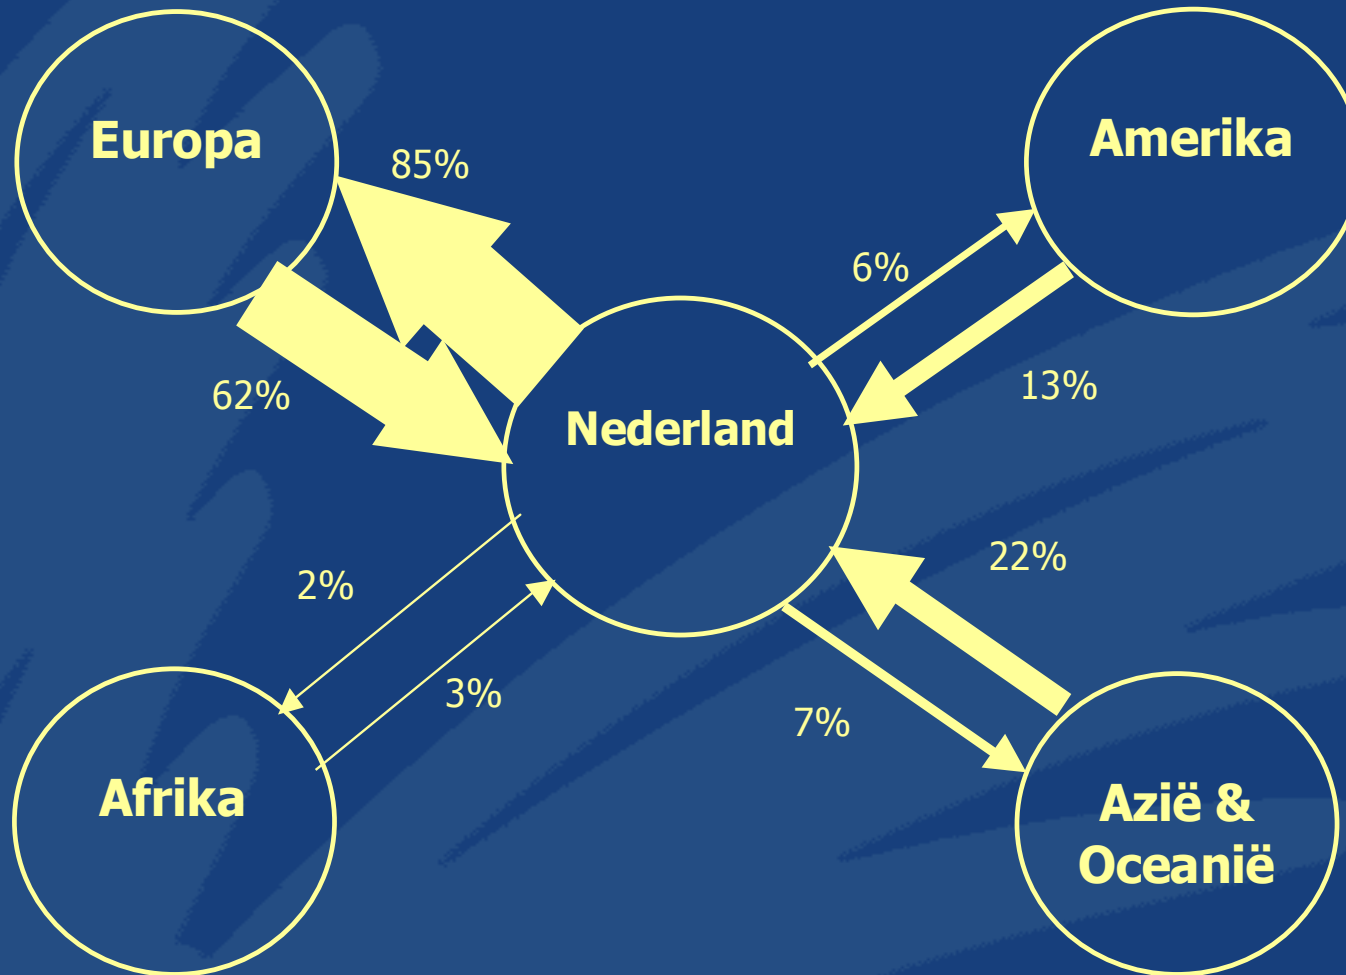 Europa
Amerika
85%
6%
62%
13%
Nederland
22%
2%
3%
7%
Afrika
Azië &
Oceanië